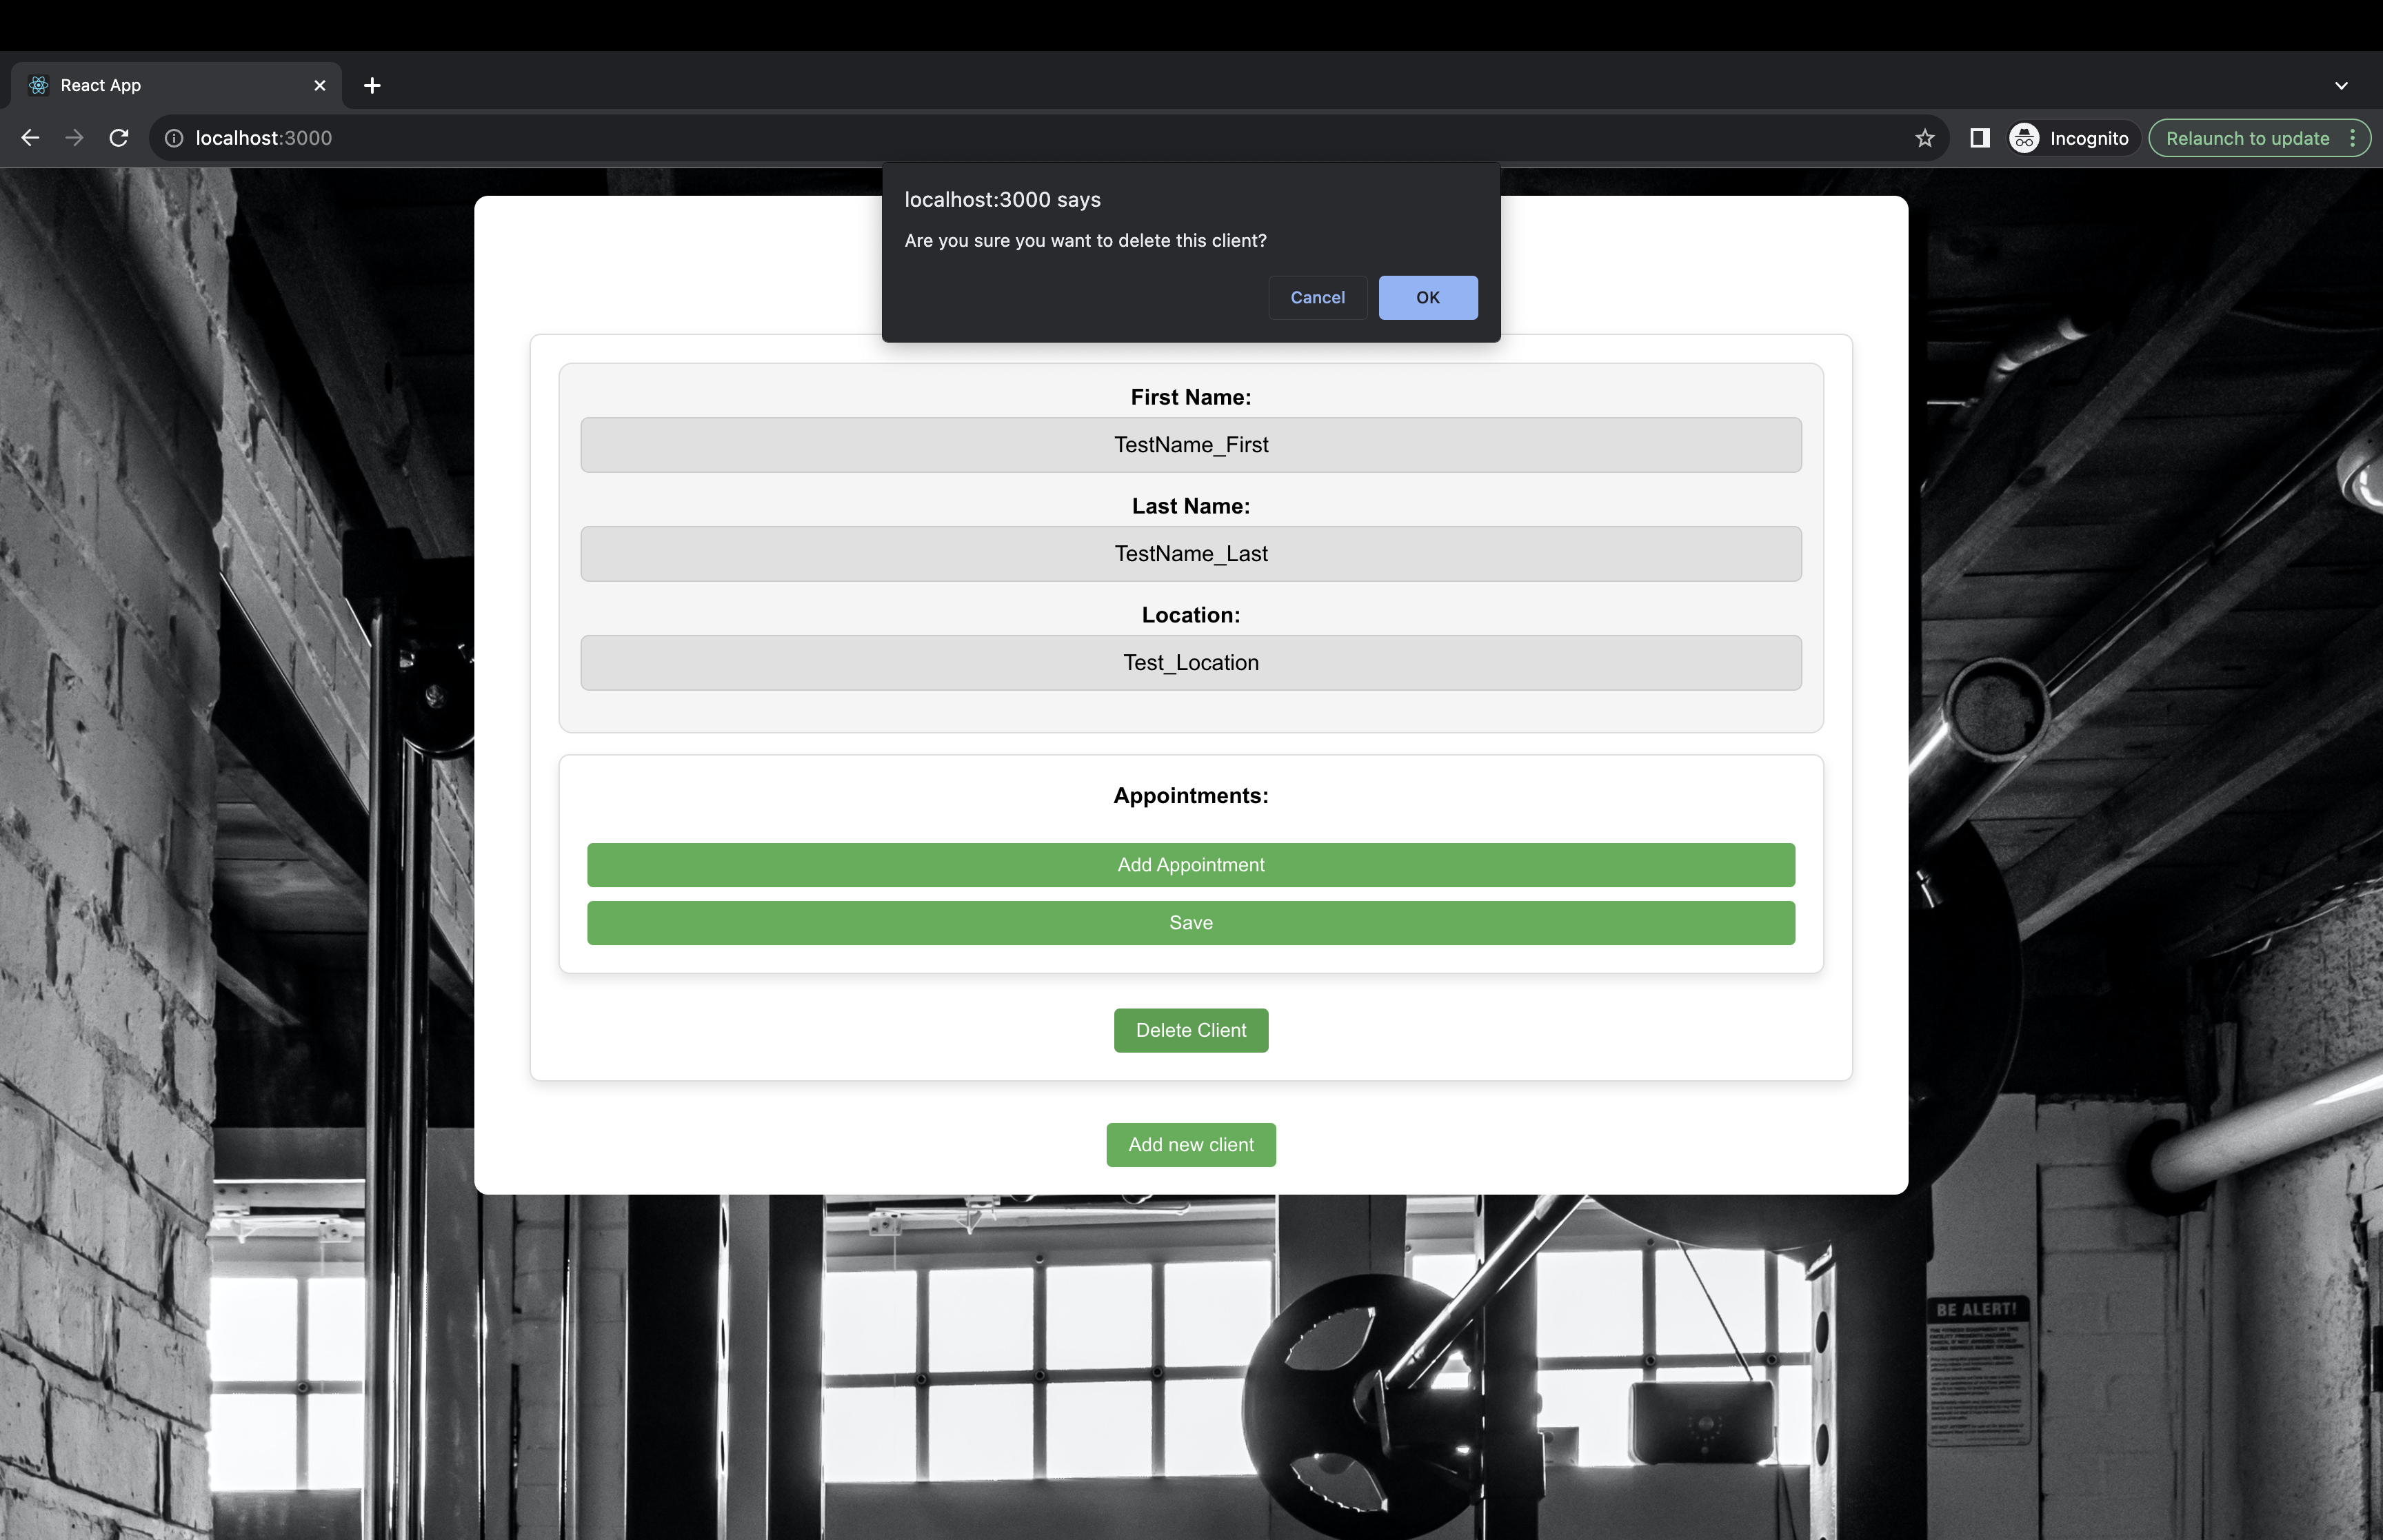 React App
localhost:3000
Incognito
Relaunch to update
localhost:3000 says
Are you sure you want to delete this client?
Cancel
OK
First Name:
TestName_First
Last Name:
TestName_Last
Location:
Test_Location
Appointments:
Add Appointment
Save
Delete Client
Add new client
BE ALERT!